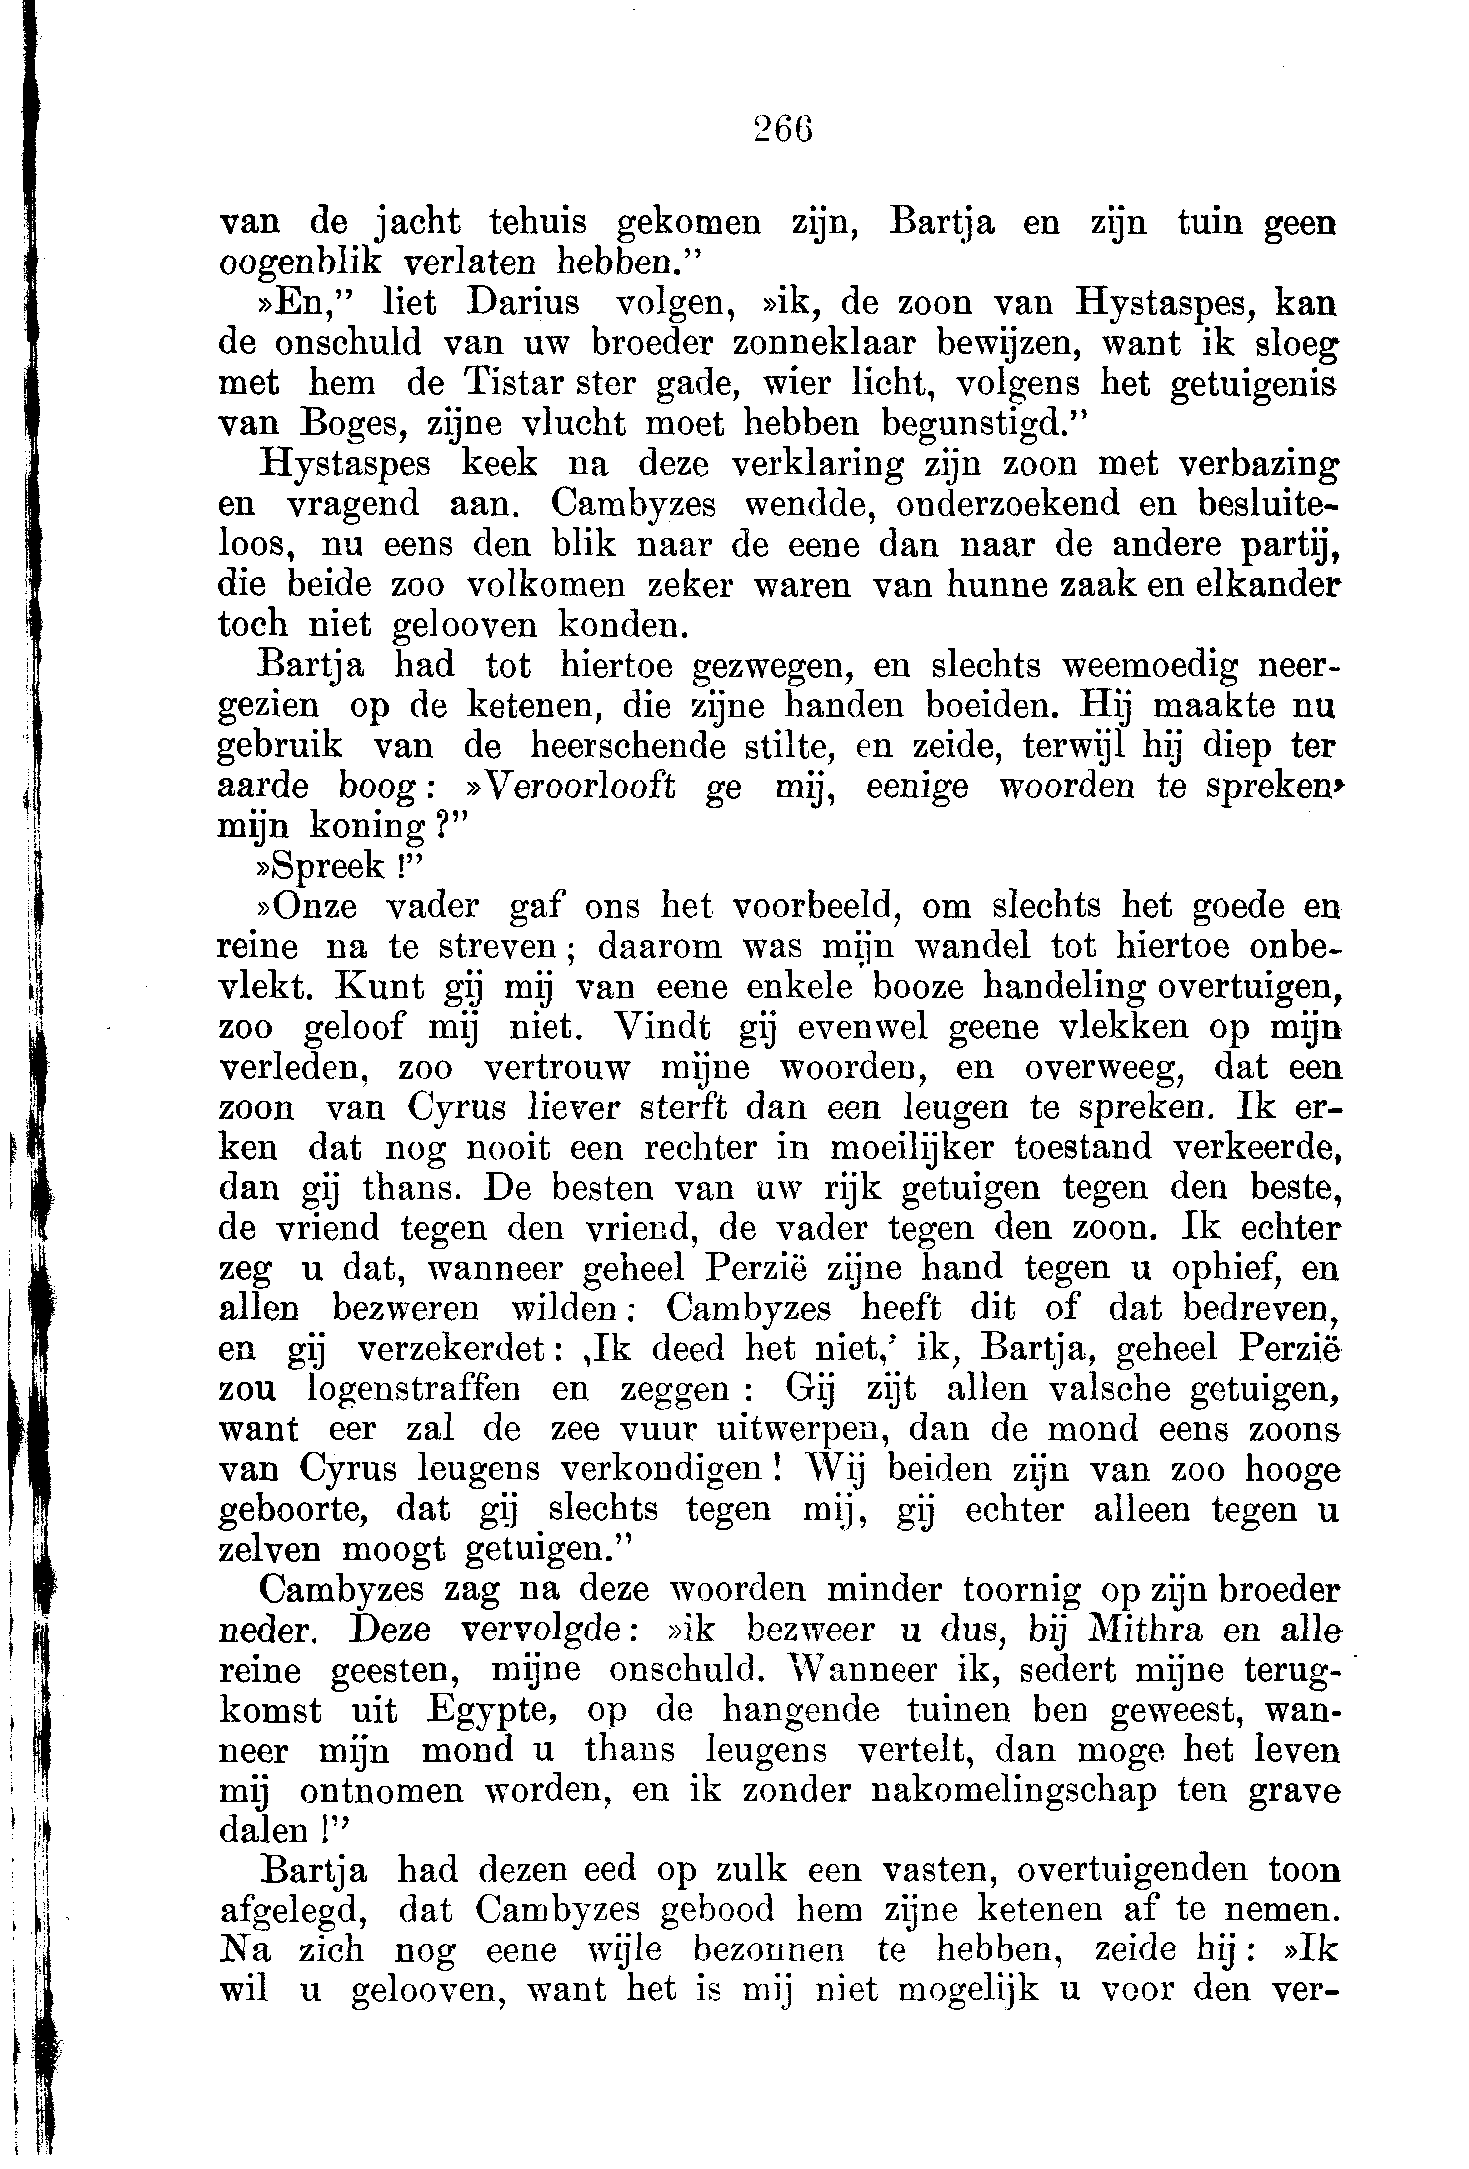 266
van de jacht tehuis gekomen zijn, Bartja en zijn tuin geen
oogenblik verlaten hebben.”
»En,” liet Darius volgen, »ik, de zoon van Hystaspes, kan
de onschuld van uw broeder zonneklaar bewijzen, want ik sloeg
met hem de Tistar ster gade, wier licht, volgens het getuigenis
van Boges, zijne vlucht moet hebben begunstigd.”
Hystaspes keek na deze verklaring zijn zoon met verbazing
en vragend aan. Cambyzes wendde, onderzoekend en besluite-
loos, nu eens den blik naar de eene dan naar de andere partij,
die beide zoo volkomen zeker waren van hunne zaak en elkander
toch niet gelooven konden.
Bartja had tot hiertoe gezwegen, en slechts weemoedig neer-
gezien op de ketenen, die zijne handen boeiden. Hij maakte nu
gebruik van de heerschende stilte, en zeide, terwijl hij diep ter
aarde boog: »Veroorlooft ge mij, eenige woorden te spreken,
mijn koning?”
»Spreek!”
»Onze vader gaf ons het voorbeeld, om slechts het goede en
reine na te streven; daarom was mijn wandel tot hiertoe onbe-
vlekt. Kunt gij mij van eene enkele booze handeling overtuigen,
zoo geloof mij niet. Vindt gij evenwel geene vlekken op mijn
verleden, zoo vertrouw mijne woorden, en overweeg, dat een
zoon van Cyrus liever sterft dan een leugen te spreken. Ik er-
ken dat nog nooit een rechter in moeilijker toestand verkeerde,
dan gij thans. De besten van uw rijk getuigen tegen den beste,
de vriend tegen den vriend, de vader tegen den zoon. Ik echter
zeg u dat, wanneer geheel Perzië zijne hand tegen u ophief, en
allen bezweren wilden: Cambyzes heeft dit of dat bedreven,
en gij verzekerdet: ‚Ik deed het niet,’ ik, Bartja, geheel Perzië
zou logenstraffen en zeggen: Gij zijt allen valsche getuigen,
want eer zal de zee vuur uitwerpen, dan de mond eens zoons
van Cyrus leugens verkondigen! Wij beiden zijn van zoo hooge
geboorte, dat gij slechts tegen mij, gij echter alleen tegen u
zelven moogt getuigen.”
Cambyzes zag na deze woorden minder toornig op zijn broeder
neder. Deze vervolgde: »ik bezweer u dus, bij Mithra en alle
reine geesten, mijne onschuld. Wanneer ik, sedert mijne terug-
komst uit Egypte, op de hangende tuinen ben geweest, wan-
neer mijn mond u thans leugens vertelt, dan moge het leven
mij ontnomen worden, en ik zonder nakomelingschap ten grave
dalen!”
Bartja had dezen eed op zulk een vasten, overtuigenden toon
afgelegd, dat Cambyzes gebood hem zijne ketenen af te nemen.
Na zich nog eene wijle bezonnen te hebben, zeide hij: »Ik
wil u gelooven, want het is mij niet mogelijk u voor den ver-